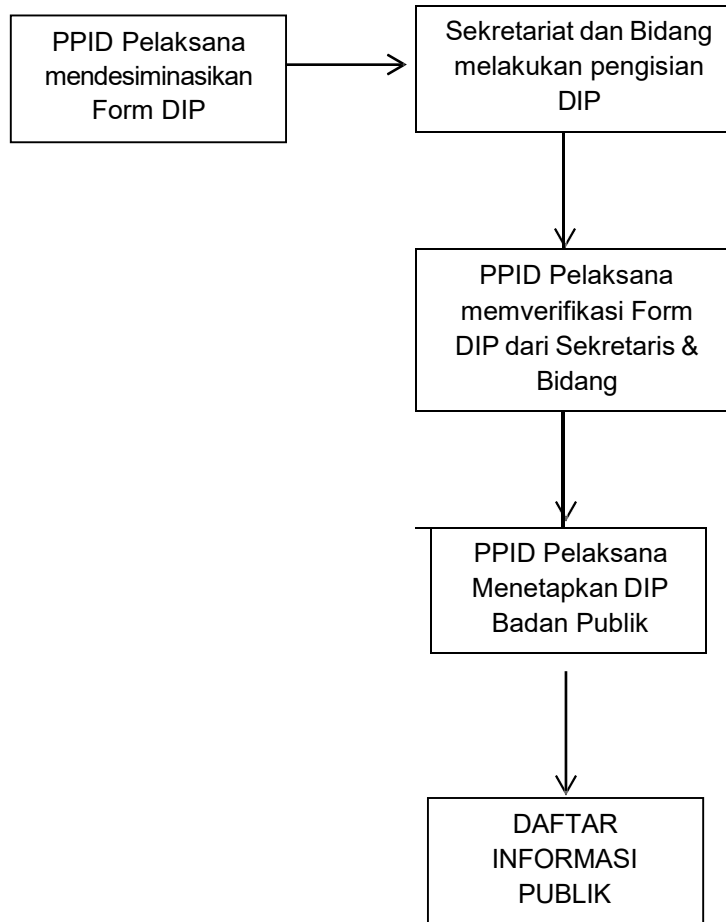 PPID Pelaksana
mendesiminasikan
Form DIP
Sekretariat dan Bidang
melakukan pengisian
DIP
PPID Pelaksana
memverifikasi Form
DIP dari Sekretaris &
Bidang
PPID Pelaksana
Menetapkan DIP
Badan Publik
DAFTAR
INFORMASI
PUBLIK